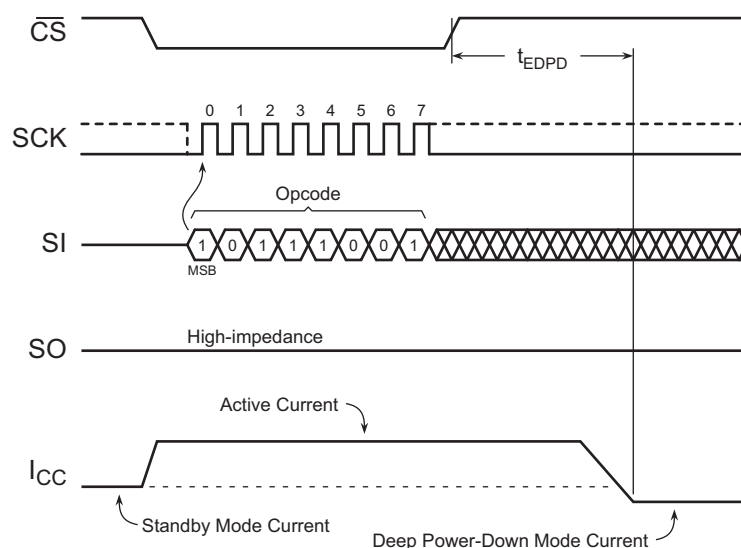 C̅S̅
tEDPD
0 1 2 3 4 5 6 7
SCK
Opcode
SI
1 0 1 1 1 0 0 1
MSB
High-impedance
SO
Active Current
ICC
Standby Mode Current
Deep Power-Down Mode Current